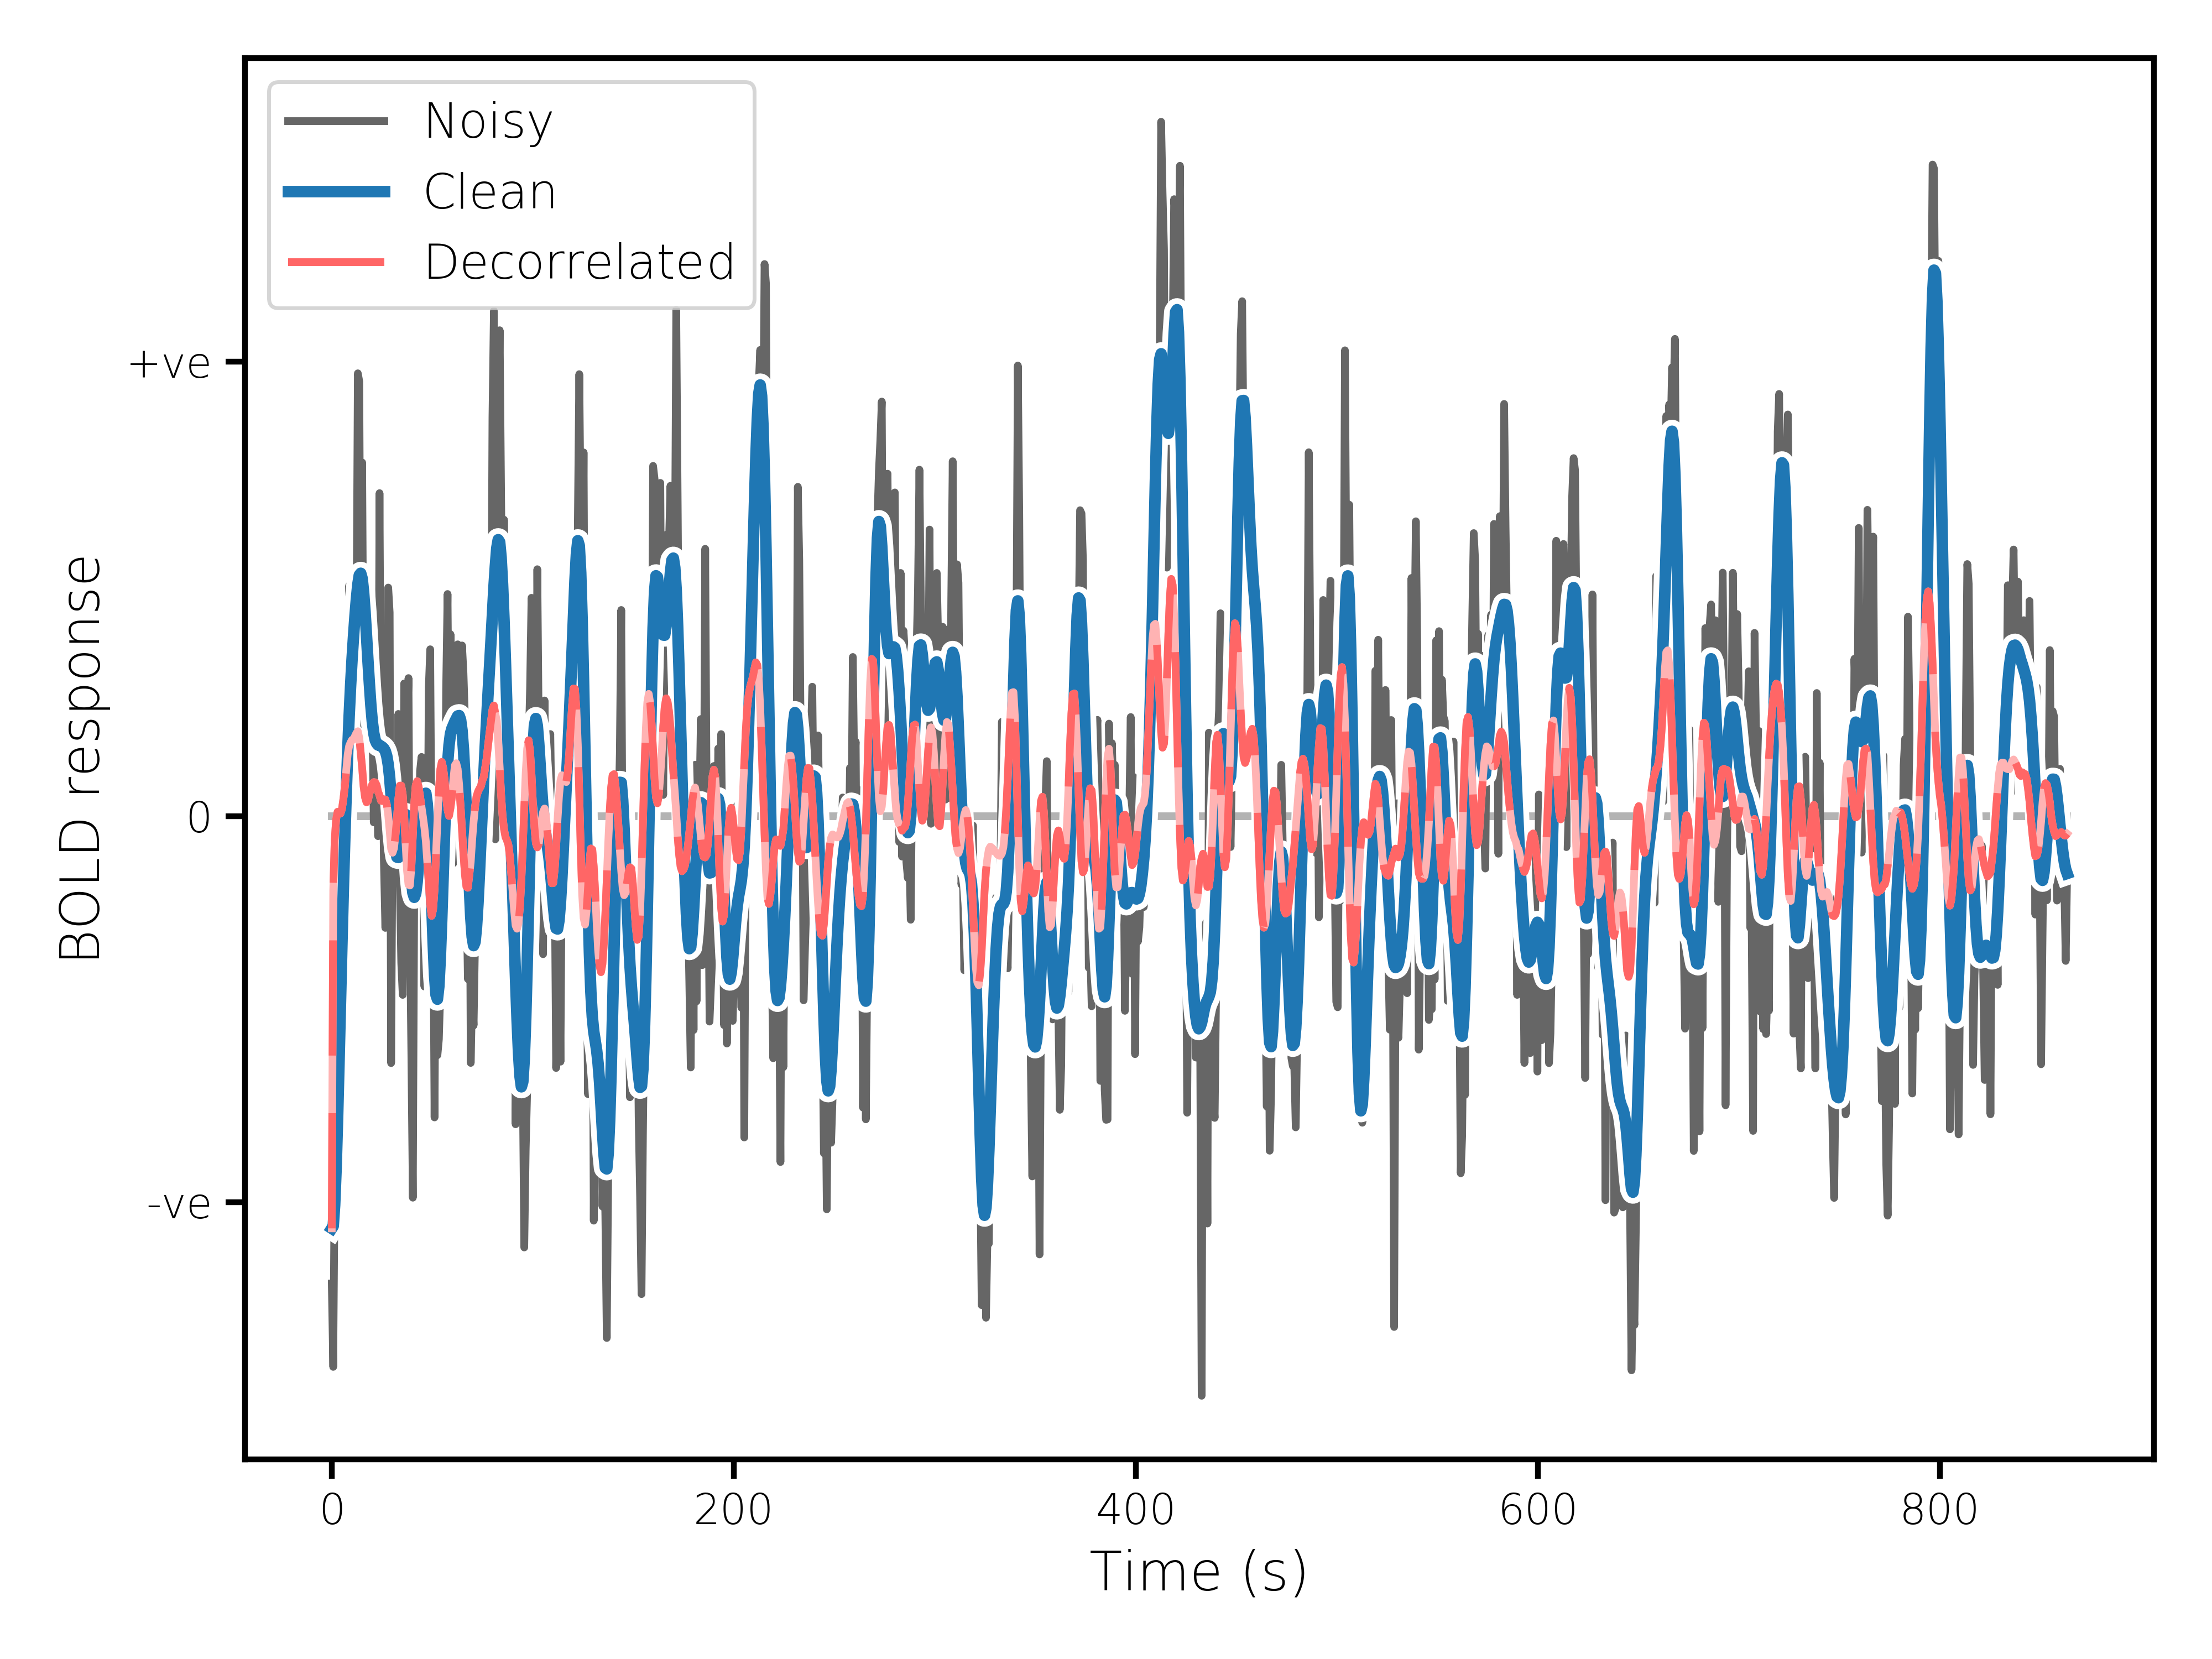 Noisy
Clean
Decorrelated
+ve
0
-ve
BOLD response
0 200 400 600 800
Time (s)